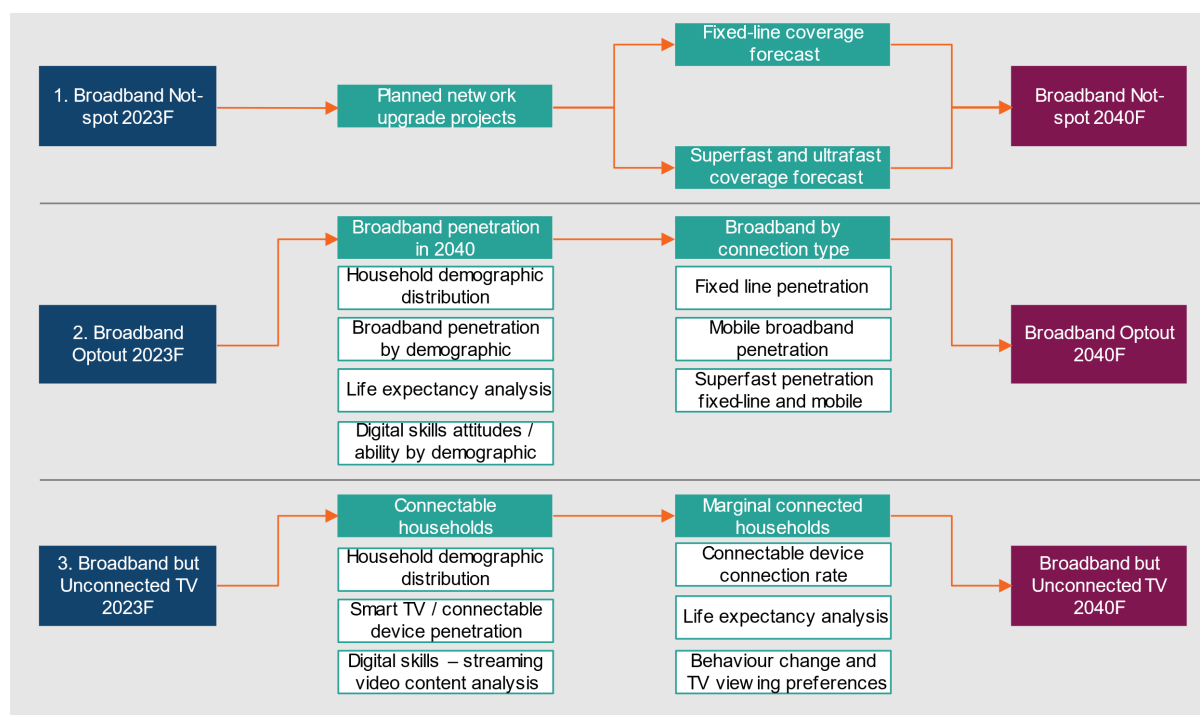 1. Broadband Not-
spot 2023F
Planned network
upgrade projects
Fixed-line coverage
forecast
Superfast and ultrafast
coverage forecast
Broadband Not-
spot 2040F
2. Broadband
Optout 2023F
Broadband penetration
in 2040
Household demographic
distribution
Broadband penetration
by demographic
Life expectancy analysis
Digital skills attitudes /
ability by demographic
Broadband by
connection type
Fixed line penetration
Mobile broadband
penetration
Superfast penetration
fixed-line and mobile
Broadband Optout
2040F
3. Broadband but
Unconnected TV
2023F
Connectable
households
Household demographic
distribution
Smart TV / connectable
device penetration
Digital skills – streaming
video content analysis
Marginal connected
households
Connectable device
connection rate
Life expectancy analysis
Behaviour change and
TV viewing preferences
Broadband but
Unconnected TV
2040F